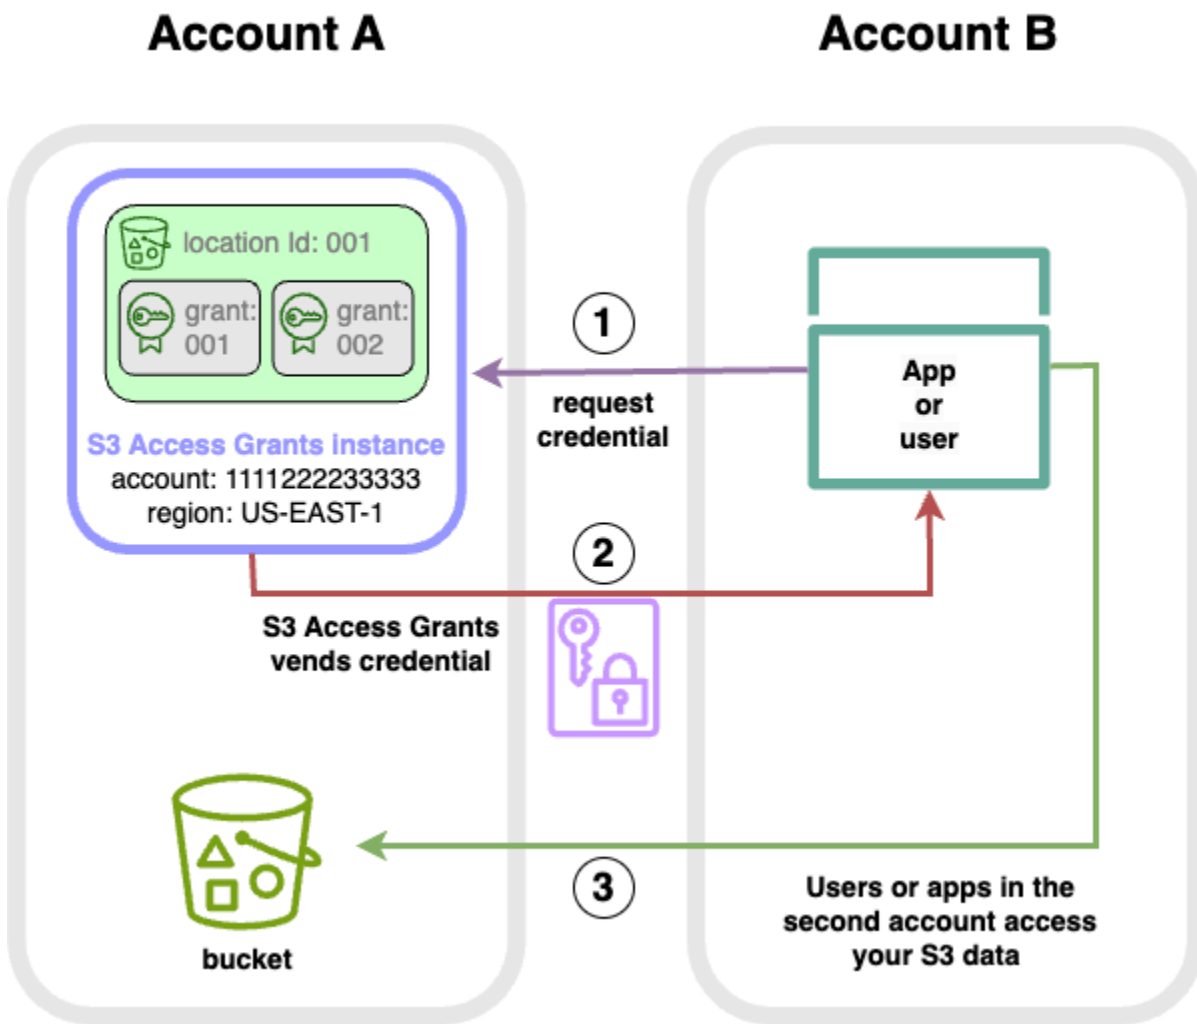 Account A
Account B
location Id: 001
grant:
001
grant:
002
S3 Access Grants instance
account: 1111222233333
region: US-EAST-1
1
request
credential
App
or
user
2
S3 Access Grants
vends credential
bucket
3
Users or apps in the
second account access
your S3 data